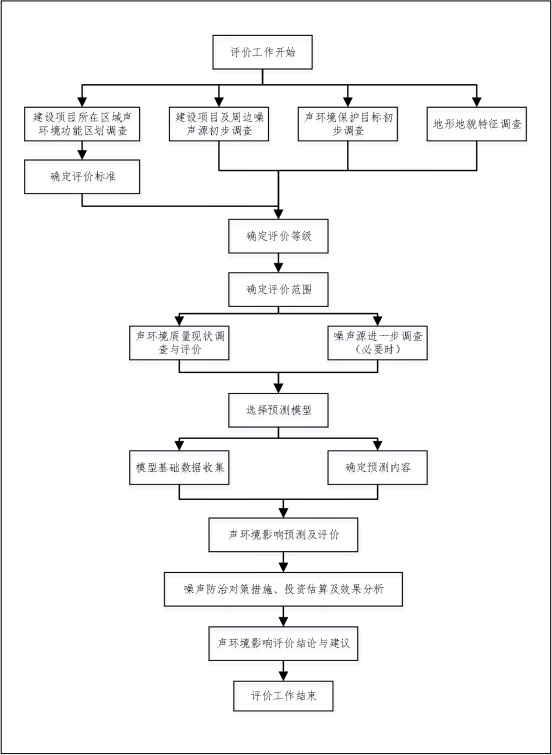 评价工作开始
建设项目所在区域声
环境功能区划调查
建设项目及周边噪
声源初步调查
声环境保护目标初
步调查
地形地貌特征调查
确定评价标准
确定评价等级
确定评价范围
声环境质量现状调
查与评价
噪声源进一步调查
（必要时）
选择预测模型
模型基础数据收集
确定预测内容
声环境影响预测及评价
噪声防治对策措施、投资估算及效果分析
声环境影响评价结论与建议
评价工作结束